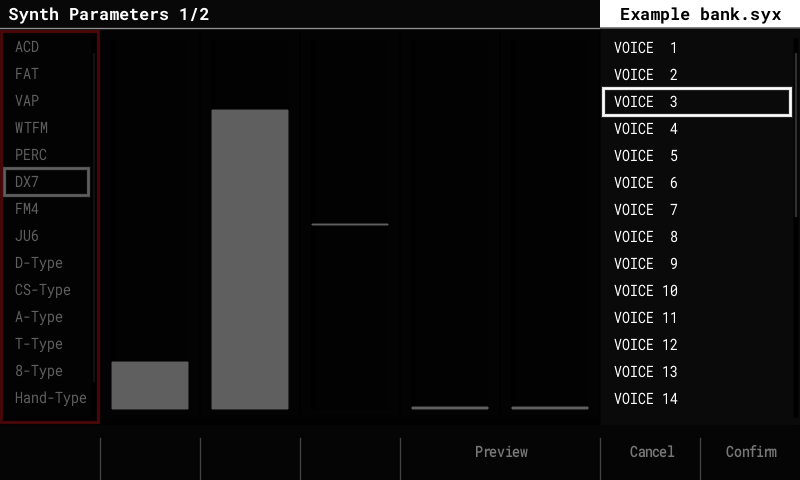 Synth Parameters 1/2
Example bank.syx
ACD
FAT
VAP
WTFM
PERC
DX7
FM4
JU6
D-Type
CS-Type
A-Type
T-Type
8-Type
Hand-Type
VOICE  1
VOICE  2
VOICE  3
VOICE  4
VOICE  5
VOICE  6
VOICE  7
VOICE  8
VOICE  9
VOICE 10
VOICE 11
VOICE 12
VOICE 13
VOICE 14
Preview
Cancel
Confirm